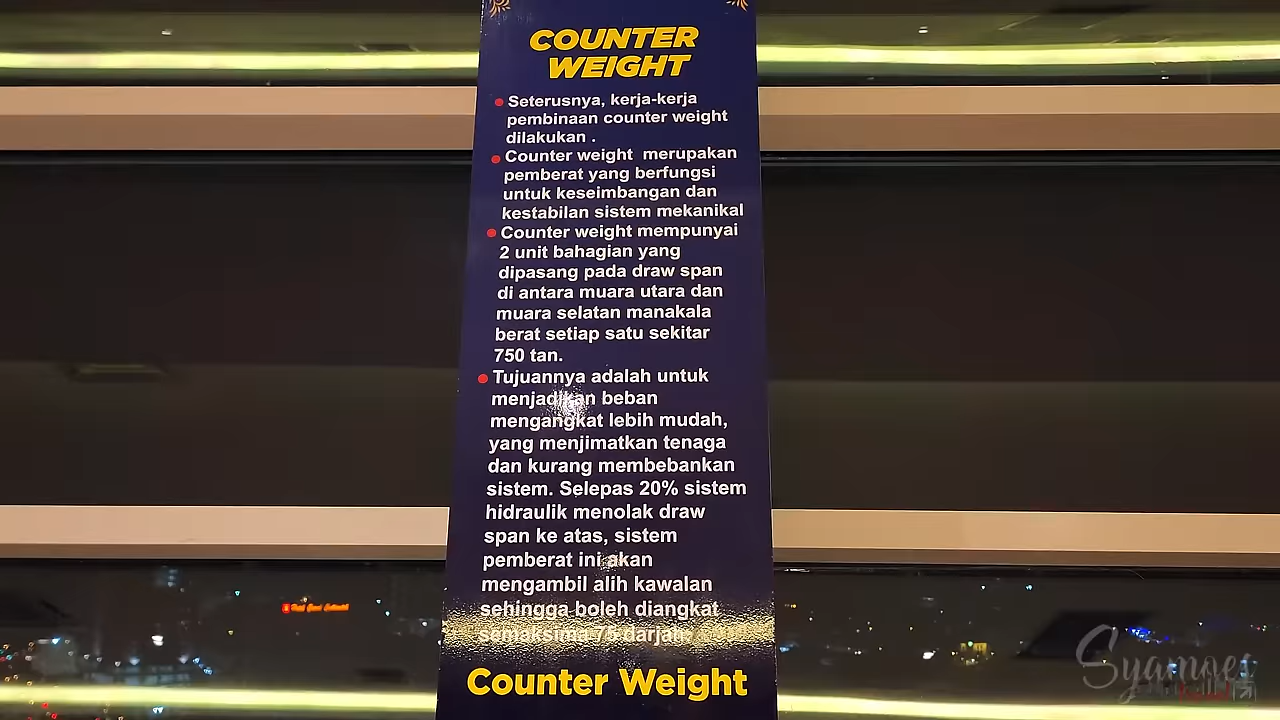 COUNTER
WEIGHT
Seterusnya, kerja-kerja
pembinaan counter weight
dilakukan .
Counter weight merupakan
pemberat yang berfungsi
untuk keseimbangan dan
kestabilan sistem mekanikal
Counter weight mempunyai
2 unit bahagian yang
dipasang pada draw span
di antara muara utara dan
muara selatan manakala
berat setiap satu sekitar
750 tan.
Tujuannya adalah untuk
menjadikan beban
mengangkat lebih mudah,
yang menjimatkan tenaga
dan kurang membebankan
sistem. Selepas 20% sistem
hidraulik menolak draw
span ke atas, sistem
pemberat ini akan
mengambil alih kawalan
sehingga boleh diangkat
semaksima 75 darjah.
Counter Weight
Syamoes